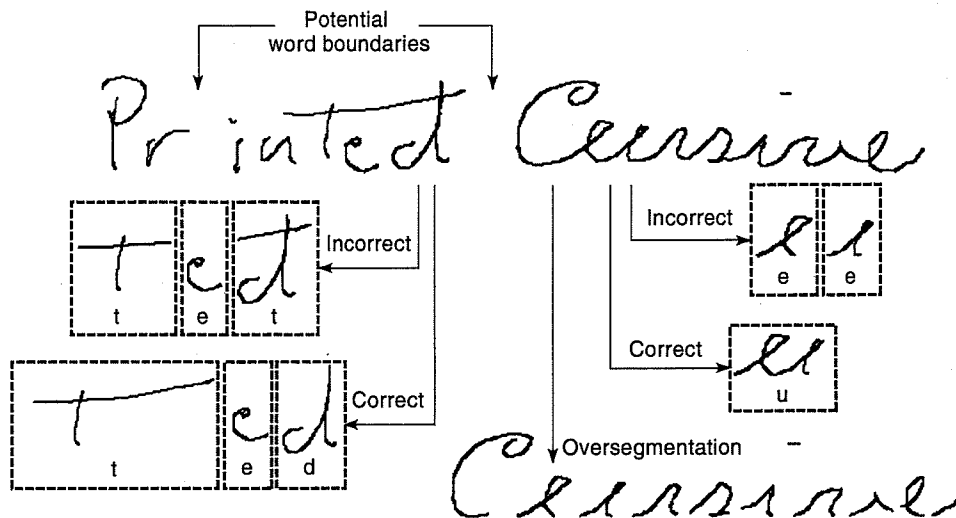 Potential
word boundaries
Printed Cursive
Incorrect
t e t
Incorrect
e e
Correct
t e d
Correct
u
Oversegmentation
Cursive